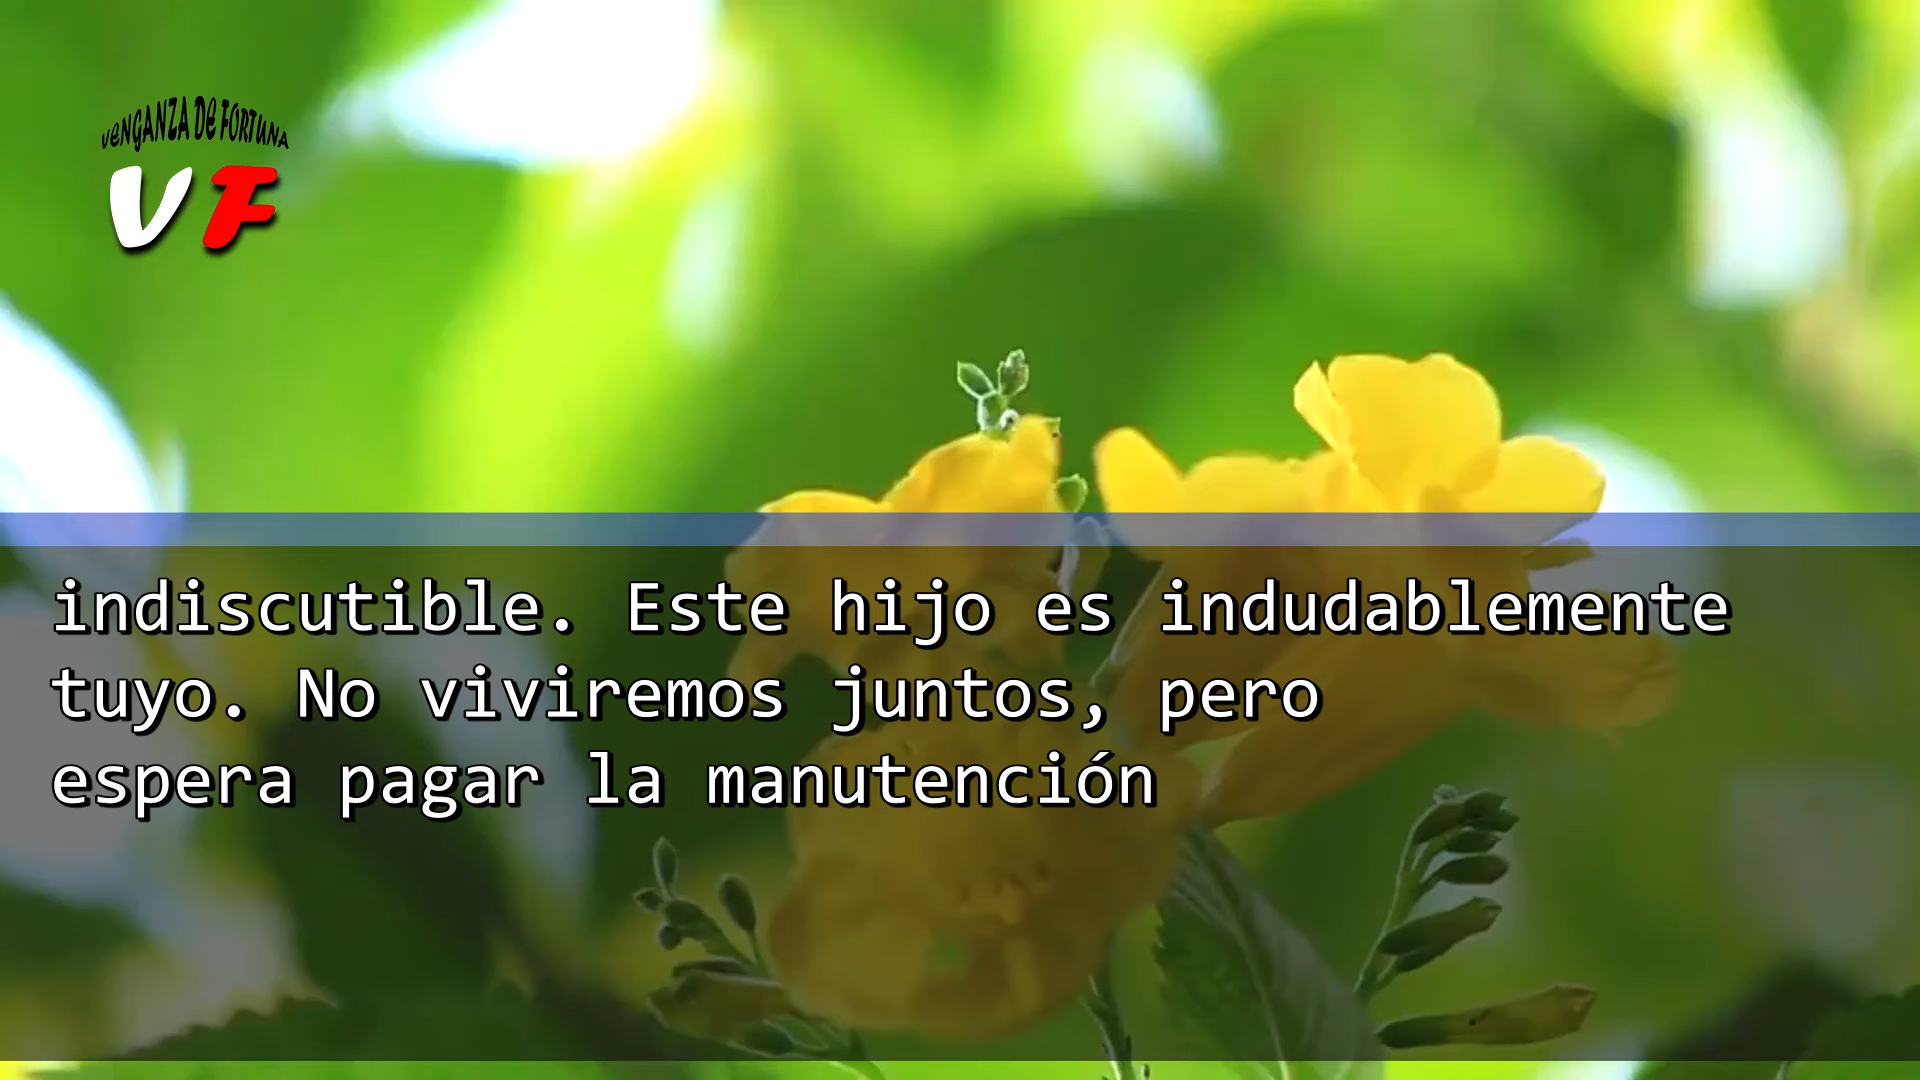 VENGANZA DE FORTUNA
VF
indiscutible. Este hijo es indudablemente
tuyo. No viviremos juntos, pero
espera pagar la manutención